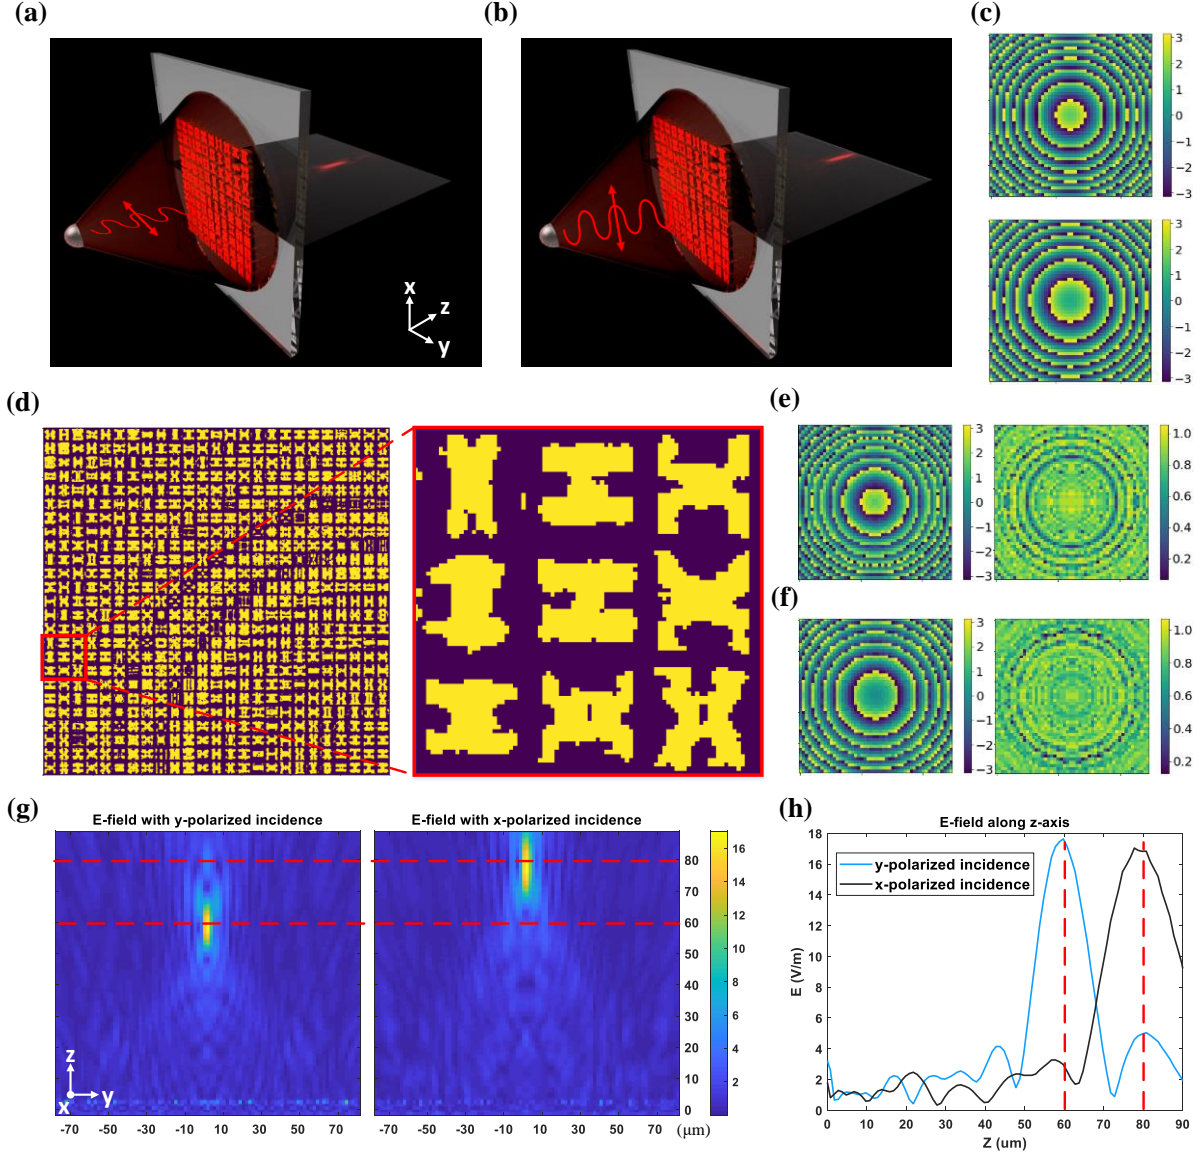 (a)
(b)
(c)
x
z
y
3
2
1
0
−1
−2
−3
3
2
1
0
−1
−2
−3
(d)
(e)
3
2
1
0
−1
−2
−3
1.0
0.8
0.6
0.4
0.2
(f)
3
2
1
0
−1
−2
−3
1.0
0.8
0.6
0.4
0.2
(g)
E-field with y-polarized incidence
E-field with x-polarized incidence
z
y
x
-70 -50 -30 -10 10 30 50 70
-70 -50 -30 -10 10 30 50 70
(μm)
80
70
60
50
40
30
20
10
0
16
14
12
10
8
6
4
2
(h)
E-field along z-axis
y-polarized incidence
x-polarized incidence
E (V/m)
18
16
14
12
10
8
6
4
2
0
0 10 20 30 40 50 60 70 80 90
Z (um)